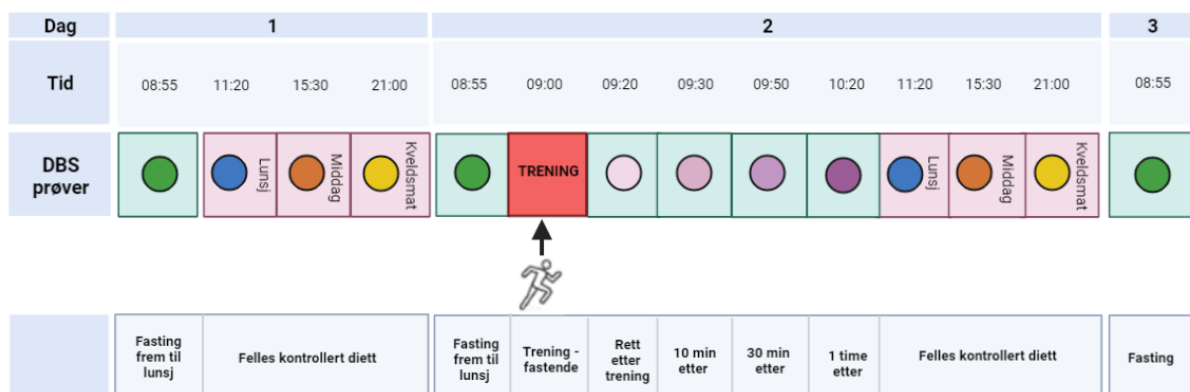 Dag 1 2 3
Tid 08:55 11:20 15:30 21:00 08:55 09:00 09:20 09:30 09:50 10:20 11:20 15:30 21:00 08:55
DBS
prøver
Lunsj
Middag
Kveldsmat
TRENING
Lunsj
Middag
Kveldsmat
Fasting
frem til
lunsj
Felles kontrollert diett
Fasting
frem til
lunsj
Trening -
fastende
Rett
etter
trening
10 min
etter
30 min
etter
1 time
etter
Felles kontrollert diett
Fasting